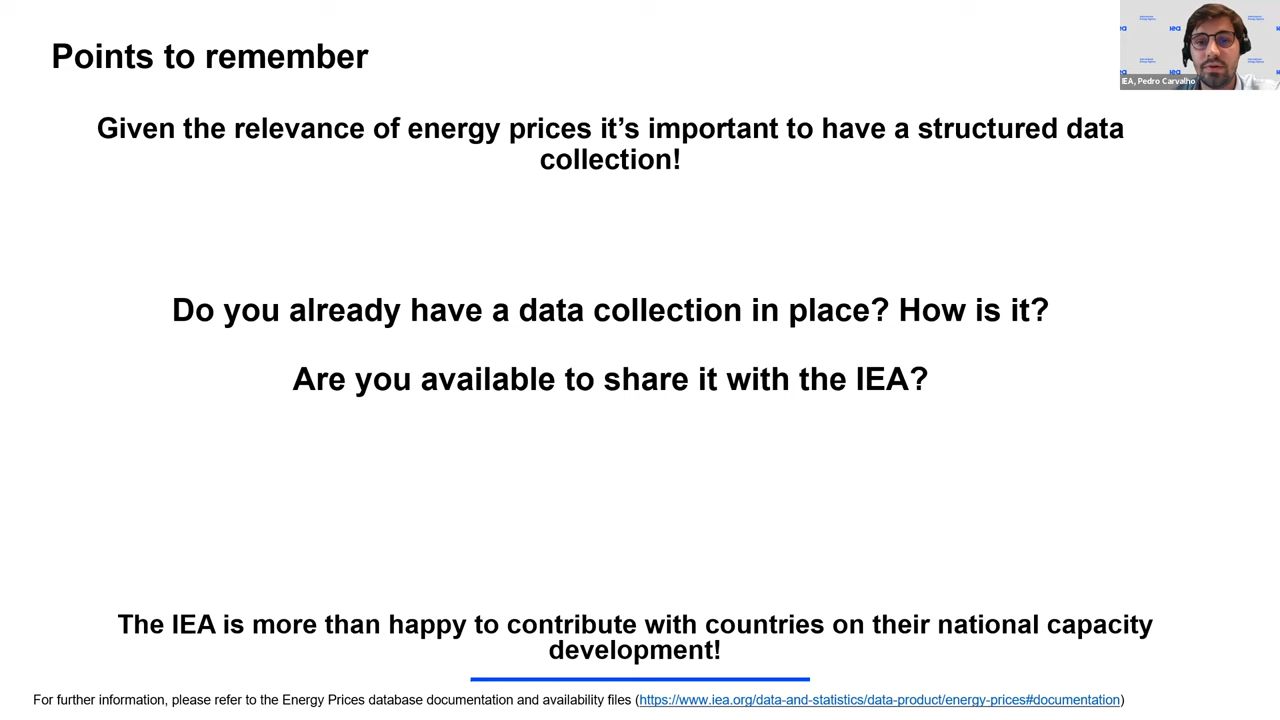 Points to remember
Given the relevance of energy prices it's important to have a structured data
collection!
Do you already have a data collection in place? How is it?
Are you available to share it with the IEA?
The IEA is more than happy to contribute with countries on their national capacity
development!
For further information, please refer to the Energy Prices database documentation and availability files (https://www.iea.org/data-and-statistics/data-product/energy-prices#documentation)
iea
IEA, Pedro Carvalho